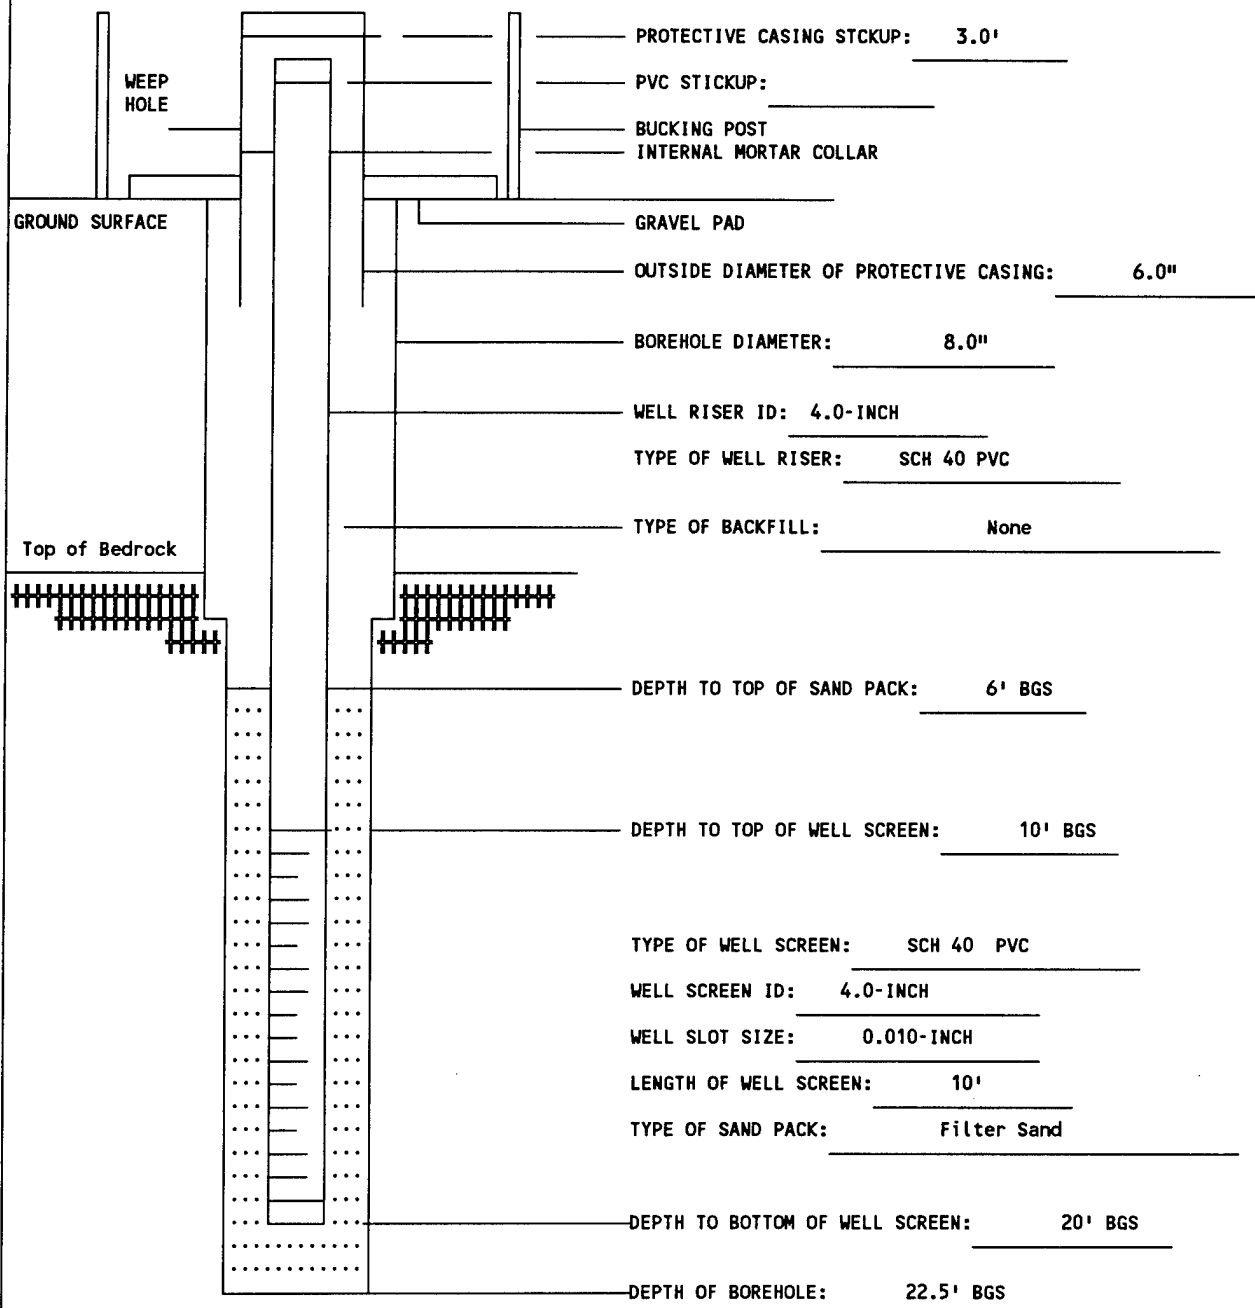 PROTECTIVE CASING STCKUP: 3.0'
WEEP
HOLE
PVC STICKUP:
BUCKING POST
INTERNAL MORTAR COLLAR
GROUND SURFACE
GRAVEL PAD
OUTSIDE DIAMETER OF PROTECTIVE CASING: 6.0"
BOREHOLE DIAMETER: 8.0"
WELL RISER ID: 4.0-INCH
TYPE OF WELL RISER: SCH 40 PVC
TYPE OF BACKFILL: None
Top of Bedrock
DEPTH TO TOP OF SAND PACK: 6' BGS
DEPTH TO TOP OF WELL SCREEN: 10' BGS
TYPE OF WELL SCREEN: SCH 40 PVC
WELL SCREEN ID: 4.0-INCH
WELL SLOT SIZE: 0.010-INCH
LENGTH OF WELL SCREEN: 10'
TYPE OF SAND PACK: Filter Sand
DEPTH TO BOTTOM OF WELL SCREEN: 20' BGS
DEPTH OF BOREHOLE: 22.5' BGS